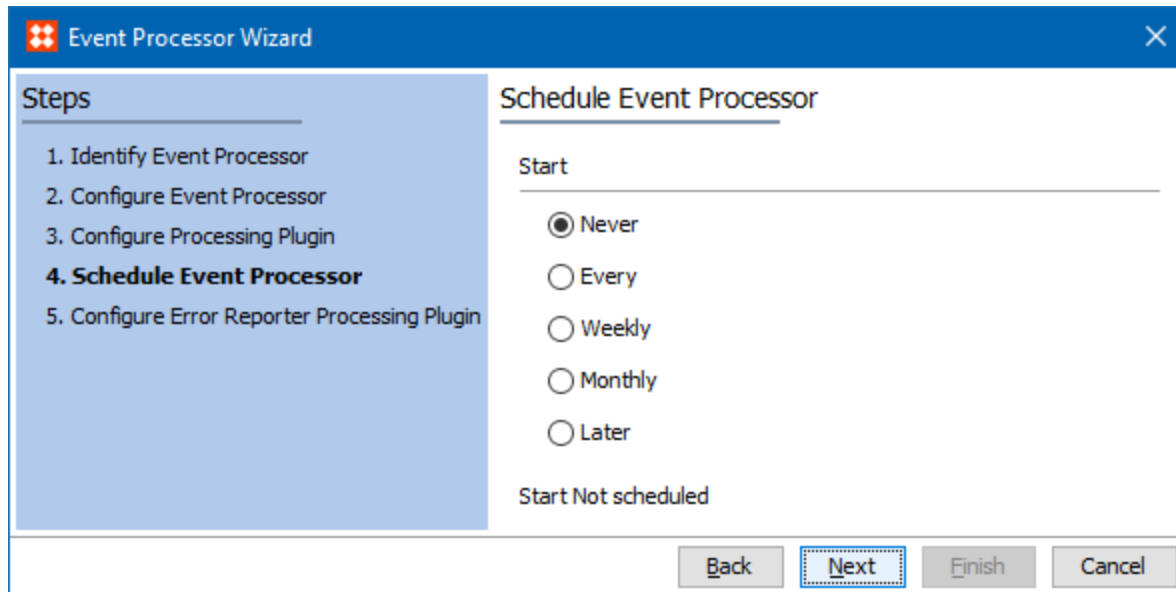 Event Processor Wizard
Steps
1. Identify Event Processor
2. Configure Event Processor
3. Configure Processing Plugin
4. Schedule Event Processor
5. Configure Error Reporter Processing Plugin
Schedule Event Processor
Start
Never
Every
Weekly
Monthly
Later
Start Not scheduled
Back
Next
Finish
Cancel